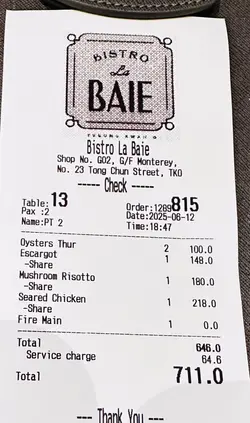 BISTRO
La
BAIE
Bistro La Baie
Shop No. G02, G/F Monterey,
No. 23 Tong Chun Street, TKO
----- Check -----
Table: 13 Order:1289815
Pax :2 Date:2025-06-12
Name:PT 2 Time:18:47
Oysters Thur 2 100.0
Escargot 1 148.0
-Share
Mushroom Risotto 1 180.0
-Share
Seared Chicken 1 218.0
-Share
Fire Main 1 0.0
Total 646.0
Service charge 64.6
Total 711.0
--- Thank You ---